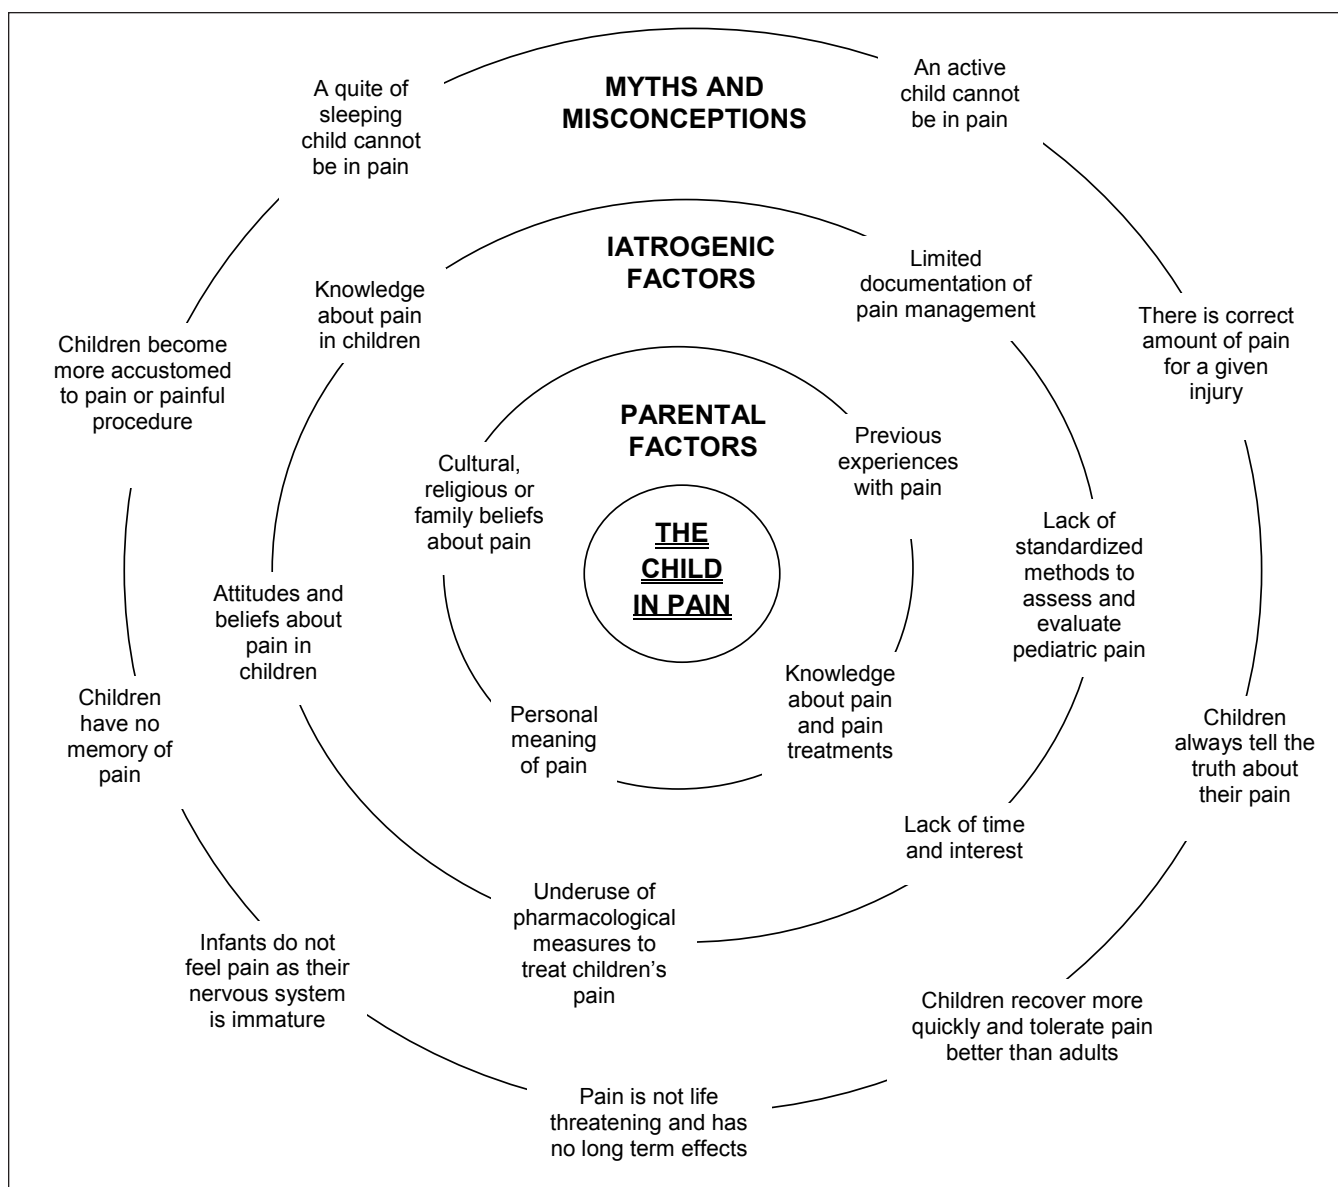 MYTHS AND
MISCONCEPTIONS
A quite of
sleeping
child cannot
be in pain
An active
child cannot
be in pain
There is correct
amount of pain
for a given
injury
Children
always tell the
truth about
their pain
Children recover more
quickly and tolerate pain
better than adults
Pain is not life
threatening and has
no long term effects
Infants do not
feel pain as their
nervous system
is immature
Children
have no
memory of
pain
Children become
more accustomed
to pain or painful
procedure
IATROGENIC
FACTORS
Knowledge
about pain
in children
Limited
documentation of
pain management
Lack of
standardized
methods to
assess and
evaluate
pediatric pain
Lack of time
and interest
Underuse of
pharmacological
measures to
treat children’s
pain
Attitudes and
beliefs about
pain in
children
PARENTAL
FACTORS
Cultural,
religious or
family beliefs
about pain
Previous
experiences
with pain
Knowledge
about pain
and pain
treatments
Personal
meaning
of pain
THE
CHILD
IN PAIN